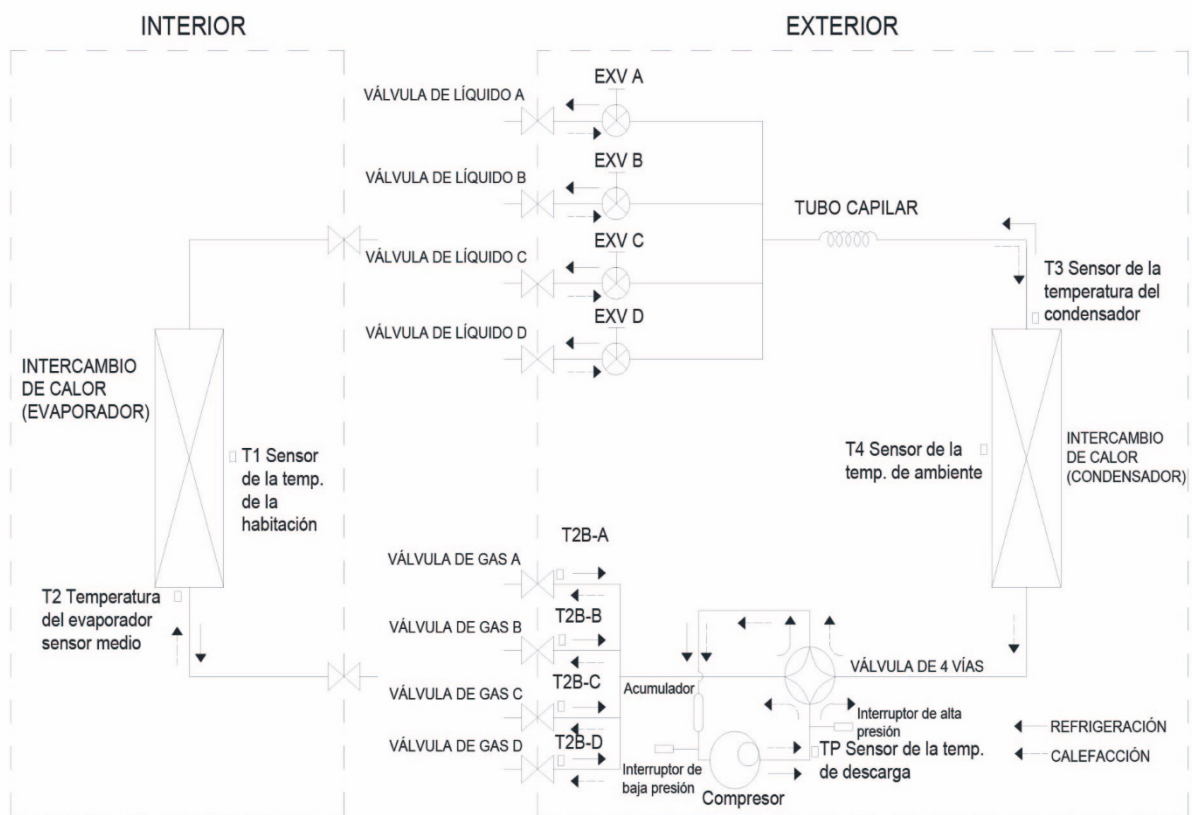 INTERIOR
EXTERIOR
EXV A
VÁLVULA DE LÍQUIDO A
EXV B
VÁLVULA DE LÍQUIDO B
TUBO CAPILAR
EXV C
VÁLVULA DE LÍQUIDO C
T3 Sensor de la
temperatura del
condensador
EXV D
VÁLVULA DE LÍQUIDO D
INTERCAMBIO
DE CALOR
(EVAPORADOR)
T1 Sensor
de la temp.
de la
habitación
T4 Sensor de la
temp. de ambiente
INTERCAMBIO
DE CALOR
(CONDENSADOR)
T2B-A
VÁLVULA DE GAS A
T2 Temperatura
del evaporador
sensor medio
T2B-B
VÁLVULA DE GAS B
T2B-C
VÁLVULA DE GAS C
T2B-D
VÁLVULA DE GAS D
VÁLVULA DE 4 VÍAS
Acumulador
Interruptor de alta
presión
REFRIGERACIÓN
CALEFACCIÓN
TP Sensor de la temp.
de descarga
Interruptor de
baja presión
Compresor